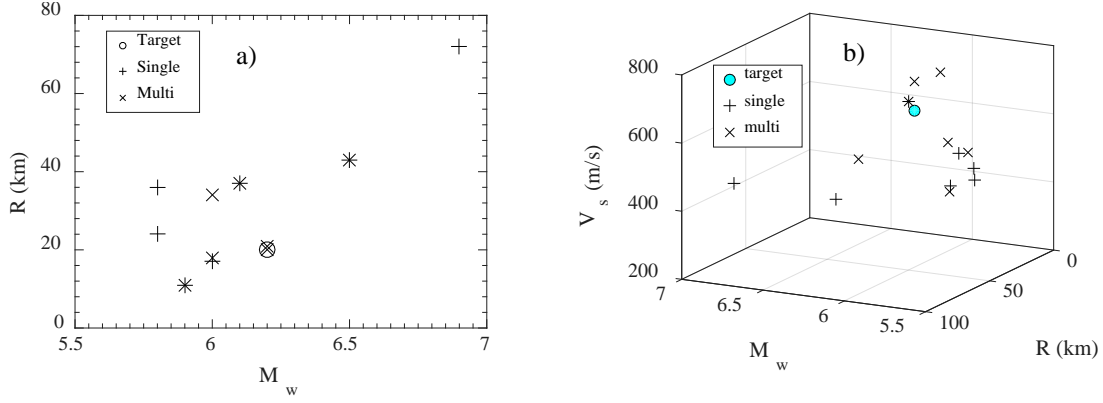 80
60
40
20
0
5.5
6
6.5
7
R (km)
M w
a)
Target
Single
Multi
b)
target
single
multi
800
600
400
200
V s (m/s)
7
6.5
6
5.5
M w
100
50
0
R (km)